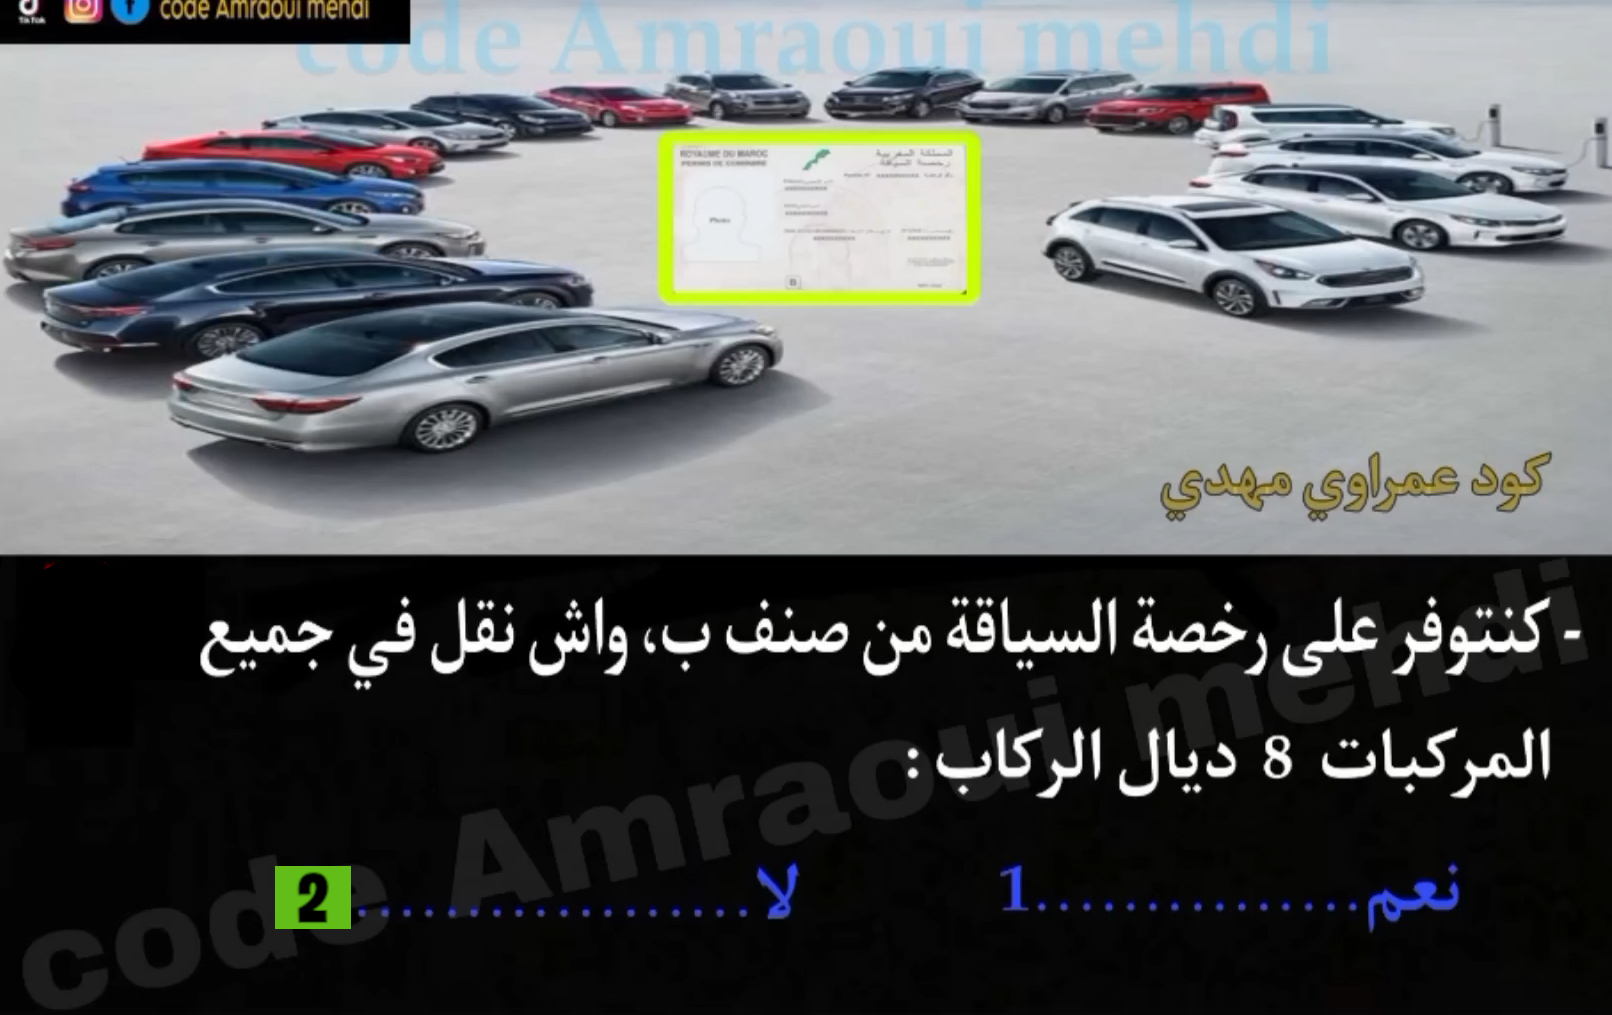 code Amraoui mehdi
TikTok
code Amraoui mehdi
ROYAUME DU MAROC
PERMIS DE CONDUIRE
المملكة المغربية
رخصة السياقة
Photo
B
كود عمراوي مهدي
- كنتوفر على رخصة السياقة من صنف ب، واش نقل في جميع
المركبات 8 ديال الركاب :
نعم...............1
لا..................2
code Amraoui mehdi